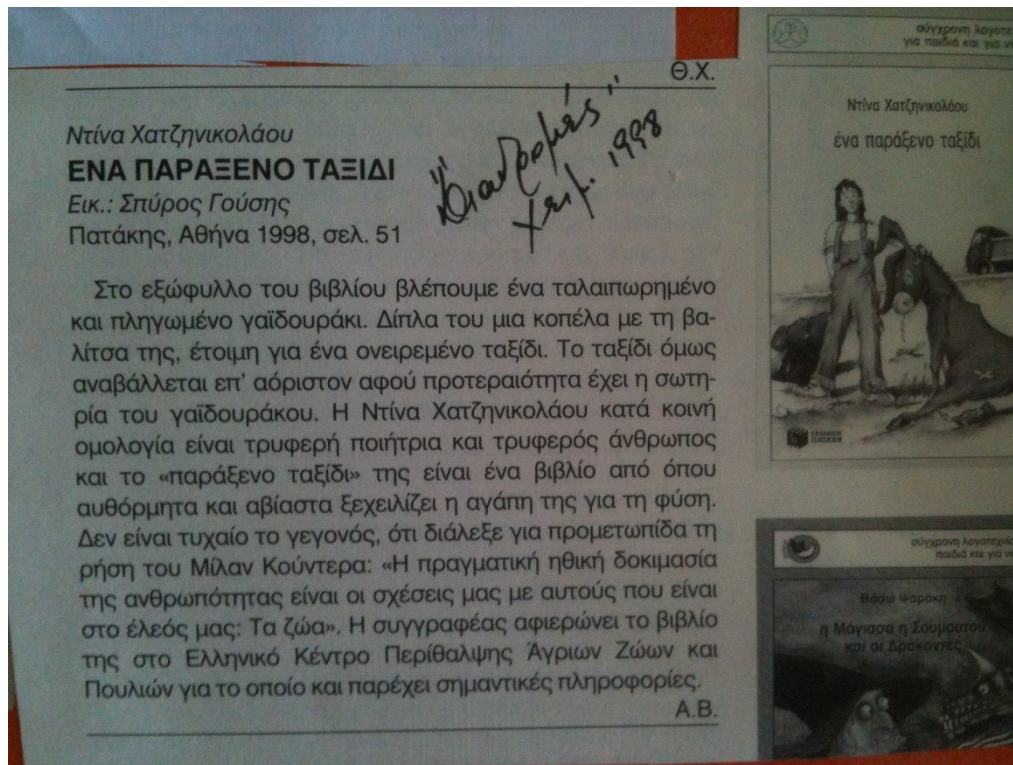 Θ.Χ.
Ντίνα Χατζηνικολάου
ΕΝΑ ΠΑΡΑΞΕΝΟ ΤΑΞΙΔΙ
Εικ.: Σπύρος Γούσης
Πατάκης, Αθήνα 1998, σελ. 51
"Διαδρομές"
Χειμ. 1998
Στο εξώφυλλο του βιβλίου βλέπουμε ένα ταλαιπωρημένο
και πληγωμένο γαϊδουράκι. Δίπλα του μια κοπέλα με τη βα-
λίτσα της, έτοιμη για ένα ονειρεμένο ταξίδι. Το ταξίδι όμως
αναβάλλεται επ' αόριστον αφού προτεραιότητα έχει η σωτη-
ρία του γαϊδουράκου. Η Ντίνα Χατζηνικολάου κατά κοινή
ομολογία είναι τρυφερή ποιήτρια και τρυφερός άνθρωπος
και το «παράξενο ταξίδι» της είναι ένα βιβλίο από όπου
αυθόρμητα και αβίαστα ξεχειλίζει η αγάπη της για τη φύση.
Δεν είναι τυχαίο το γεγονός, ότι διάλεξε για προμετωπίδα τη
ρήση του Μίλαν Κούντερα: «Η πραγματική ηθική δοκιμασία
της ανθρωπότητας είναι οι σχέσεις μας με αυτούς που είναι
στο έλεός μας: Τα ζώα». Η συγγραφέας αφιερώνει το βιβλίο
της στο Ελληνικό Κέντρο Περίθαλψης Άγριων Ζώων και
Πουλιών για το οποίο και παρέχει σημαντικές πληροφορίες.
Α.Β.
σύγχρονη λογοτε
για παιδιά και για ν
Ντίνα Χατζηνικολάου
ένα παράξενο ταξίδι
ΕΚΔΟΣΕΙΣ
ΠΑΤΑΚΗ
σύγχρονη λογοτεχνί
παιδιά και για ν
Βάσω Ψαράκη
η Μάγισσα η Σουμουτού
και οι Δράκοντες